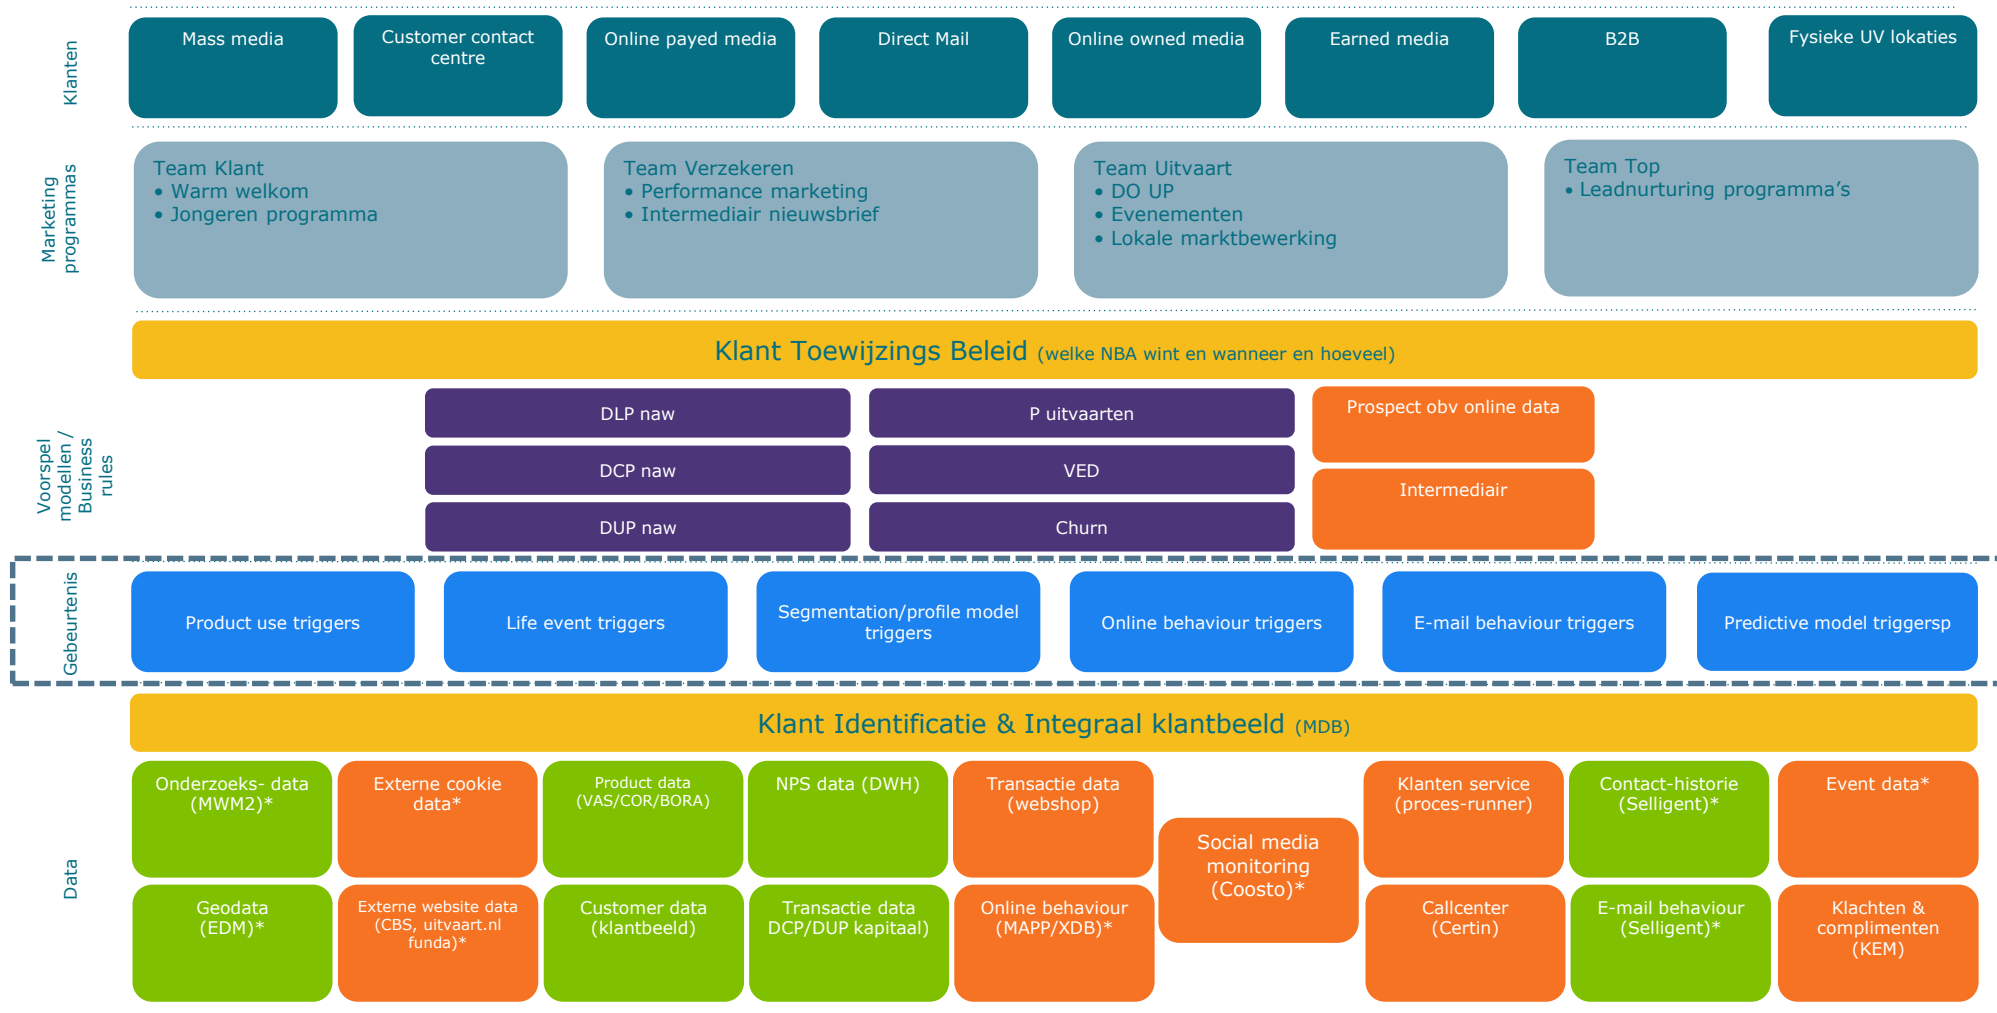 Klanten
Mass media
Customer contact
centre
Online payed media
Direct Mail
Online owned media
Earned media
B2B
Fysieke UV lokaties
Marketing
programmas
Team Klant
• Warm welkom
• Jongeren programma
Team Verzekeren
• Performance marketing
• Intermediair nieuwsbrief
Team Uitvaart
• DO UP
• Evenementen
• Lokale marktbewerking
Team Top
• Leadnurturing programma’s
Klant Toewijzings Beleid (welke NBA wint en wanneer en hoeveel)
Voorspel
modellen /
Business
rules
DLP naw
DCP naw
DUP naw
P uitvaarten
VED
Churn
Prospect obv online data
Intermediair
Gebeurtenis
Product use triggers
Life event triggers
Segmentation/profile model
triggers
Online behaviour triggers
E-mail behaviour triggers
Predictive model triggersp
Klant Identificatie & Integraal klantbeeld (MDB)
Data
Onderzoeks- data
(MWM2)*
Externe cookie
data*
Product data
(VAS/COR/BORA)
NPS data (DWH)
Transactie data
(webshop)
Social media
monitoring
(Coosto)*
Klanten service
(proces-runner)
Contact-historie
(Selligent)*
Event data*
Geodata
(EDM)*
Externe website data
(CBS, uitvaart.nl
funda)*
Customer data
(klantbeeld)
Transactie data
DCP/DUP kapitaal)
Online behaviour
(MAPP/XDB)*
Callcenter
(Certin)
E-mail behaviour
(Selligent)*
Klachten &
complimenten
(KEM)